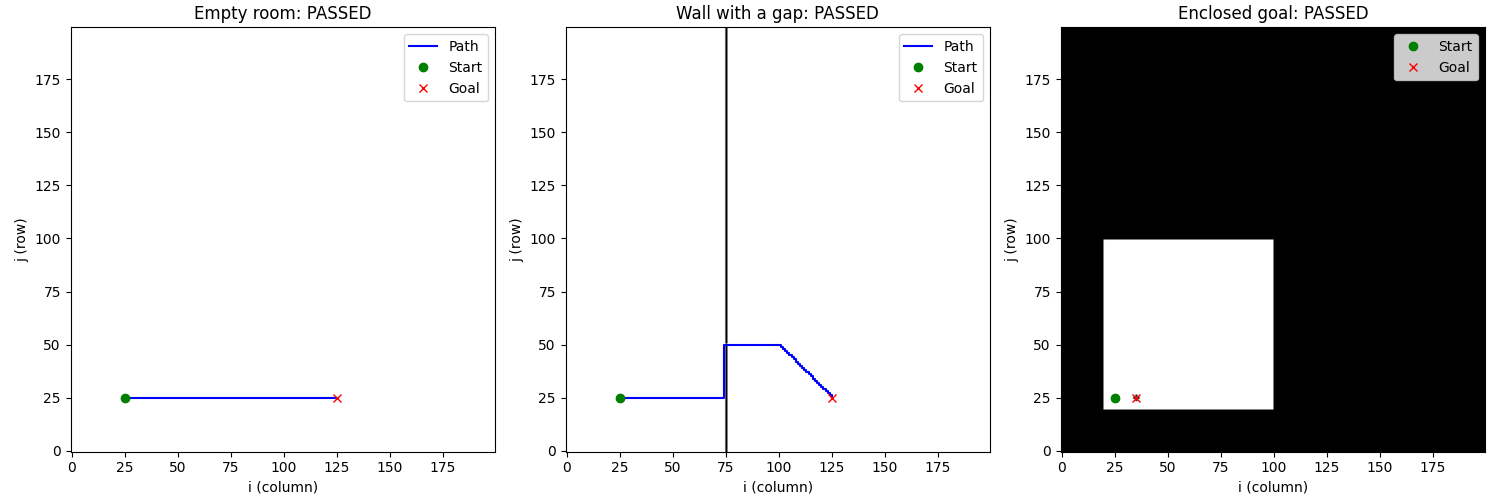 Empty room: PASSED
Path
Start
Goal
175
150
125
100
75
50
25
0
j (row)
0 25 50 75 100 125 150 175
i (column)
Wall with a gap: PASSED
Path
Start
Goal
175
150
125
100
75
50
25
0
j (row)
0 25 50 75 100 125 150 175
i (column)
Enclosed goal: PASSED
Start
Goal
175
150
125
100
75
50
25
0
j (row)
0 25 50 75 100 125 150 175
i (column)